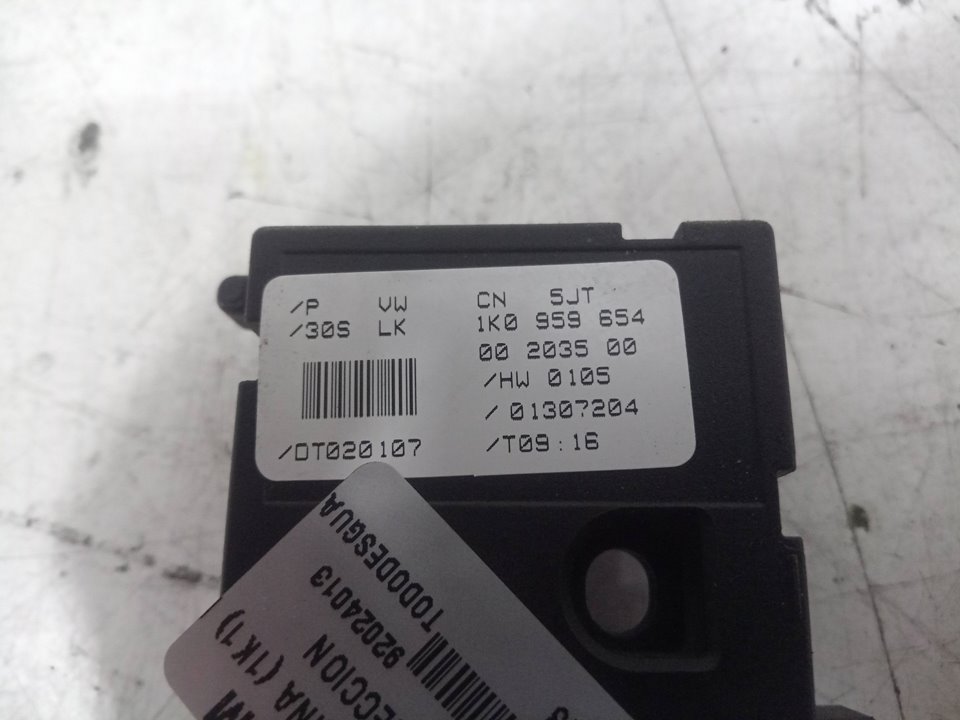 /P VW CN 5JT
/30S LK 1K0 959 654
00 2035 00
/HW 0105
/ 01307204
/DT020107 /T09:16
TODODESGUA
92024013
ECCION
NA (1K1)